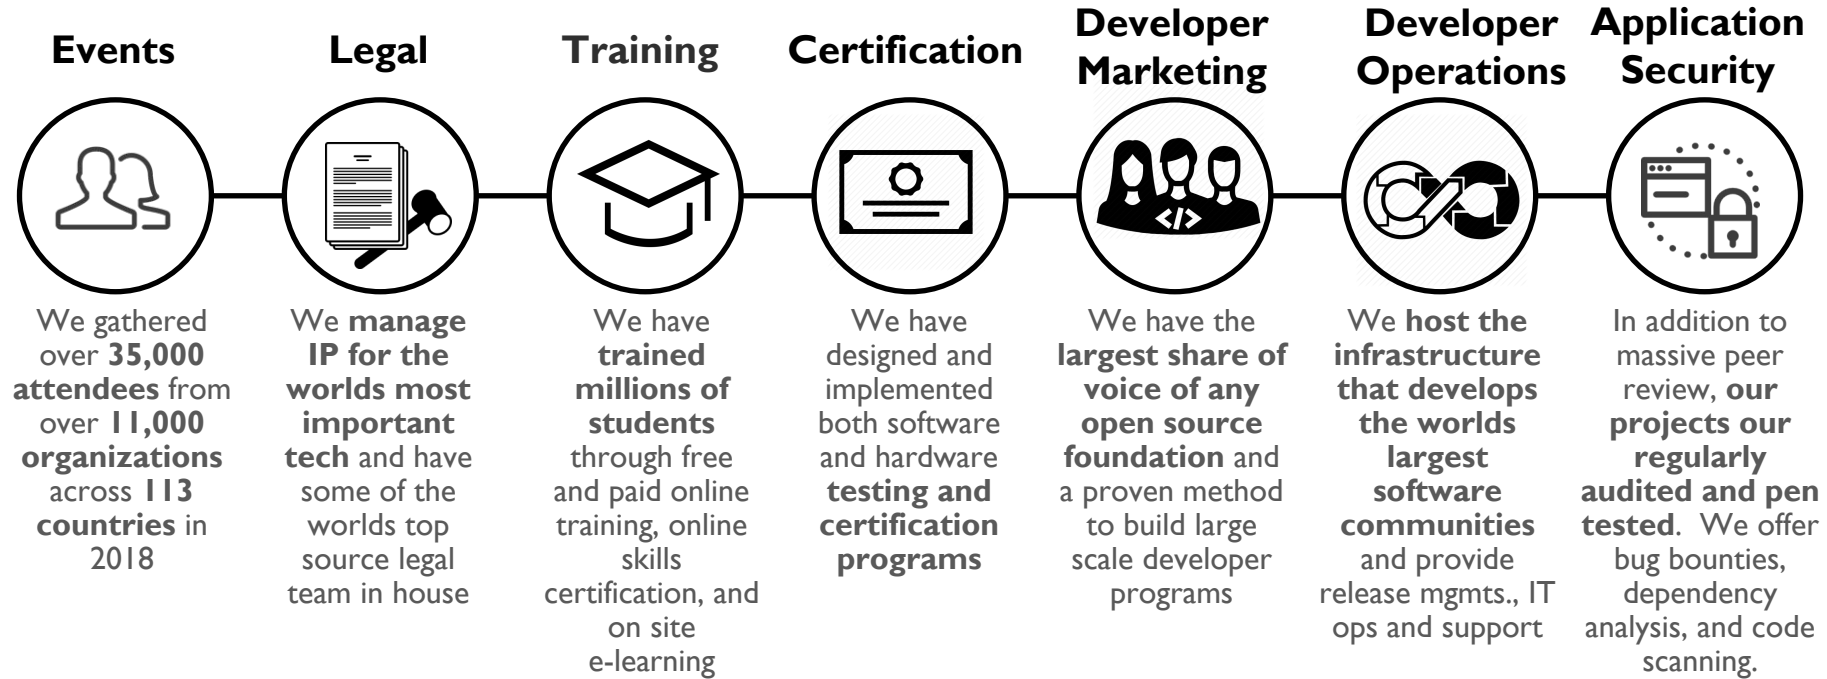 Events
We gathered
over 35,000
attendees from
over 11,000
organizations
across 113
countries in
2018
Legal
We manage
IP for the
worlds most
important
tech and have
some of the
worlds top
source legal
team in house
Training
We have
trained
millions of
students
through free
and paid online
training, online
skills
certification, and
on site
e-learning
Certification
We have
designed and
implemented
both software
and hardware
testing and
certification
programs
Developer
Marketing
</>
We have the
largest share of
voice of any
open source
foundation and
a proven method
to build large
scale developer
programs
Developer
Operations
We host the
infrastructure
that develops
the worlds
largest
software
communities
and provide
release mgmts., IT
ops and support
Application
Security
In addition to
massive peer
review, our
projects our
regularly
audited and pen
tested. We offer
bug bounties,
dependency
analysis, and code
scanning.